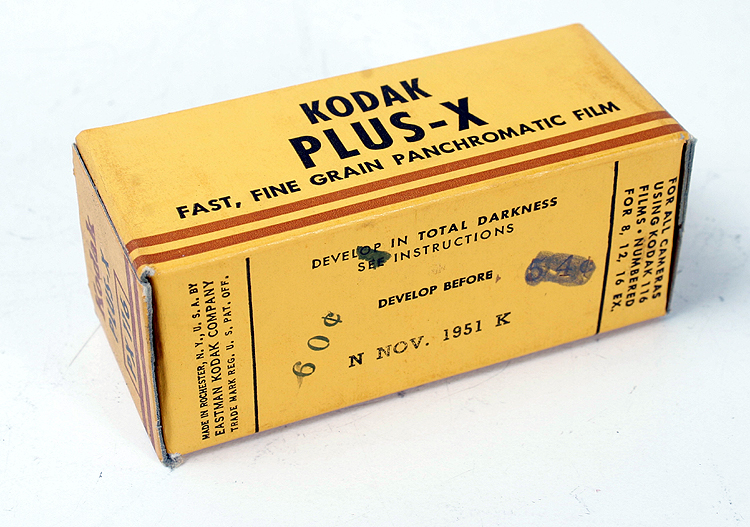 KODAK
PLUS-X
FAST, FINE GRAIN PANCHROMATIC FILM
DEVELOP IN TOTAL DARKNESS
SEE INSTRUCTIONS
DEVELOP BEFORE
54¢
60¢
N NOV. 1951 K
MADE IN ROCHESTER, N. Y., U. S. A. BY
EASTMAN KODAK COMPANY
TRADE MARK REG. U. S. PAT. OFF.
FOR ALL CAMERAS
USING KODAK 116
FILMS - NUMBERED
FOR 8, 12, 16 EX.
PLUS-X